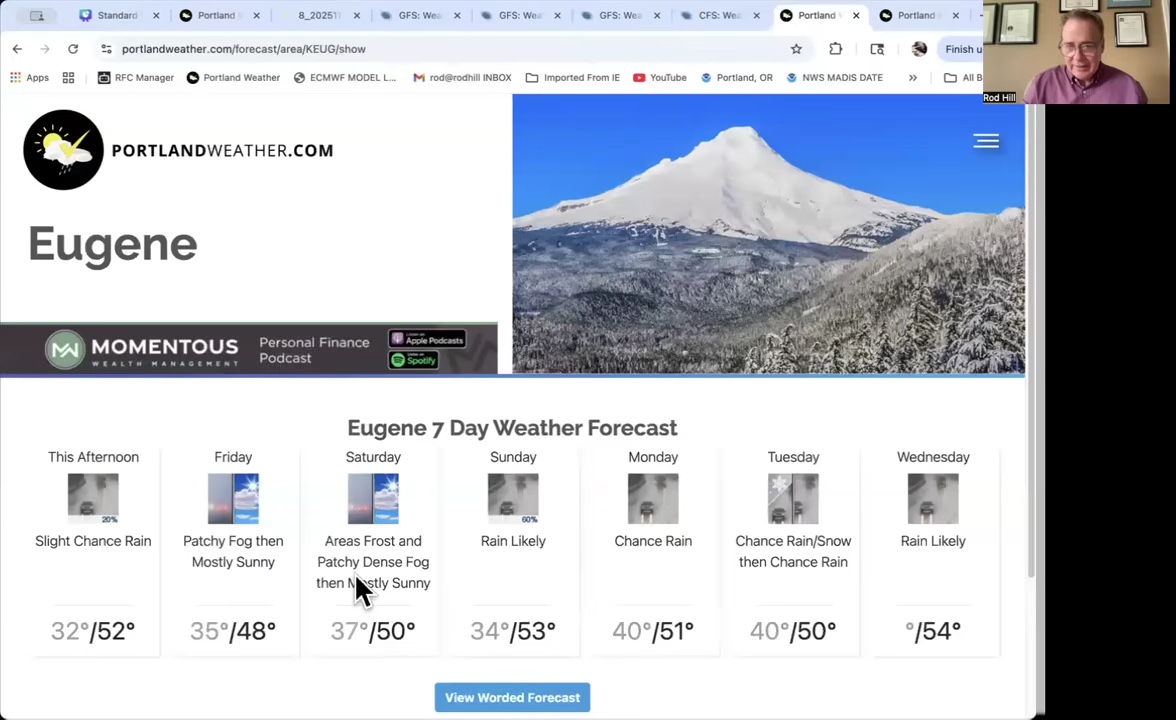 Standard
Portland
8_20251
GFS: Wea
GFS: Wea
GFS: Wea
CFS: Wea
Portland
Portland
portlandweather.com/forecast/area/KEUG/show
Finish u
Apps
RFC Manager
Portland Weather
ECMWF MODEL L...
rod@rodhill INBOX
Imported From IE
YouTube
Portland, OR
NWS MADIS DATE
»
All B
Rod Hill
PORTLANDWEATHER.COM
Eugene
MOMENTOUS
WEALTH MANAGEMENT
Personal Finance
Podcast
Listen on
Apple Podcasts
Spotify
Eugene 7 Day Weather Forecast
This Afternoon
20%
Slight Chance Rain
32°/52°
Friday
Patchy Fog then
Mostly Sunny
35°/48°
Saturday
Areas Frost and
Patchy Dense Fog
then Mostly Sunny
37°/50°
Sunday
60%
Rain Likely
34°/53°
Monday
Chance Rain
40°/51°
Tuesday
Chance Rain/Snow
then Chance Rain
40°/50°
Wednesday
Rain Likely
°/54°
View Worded Forecast